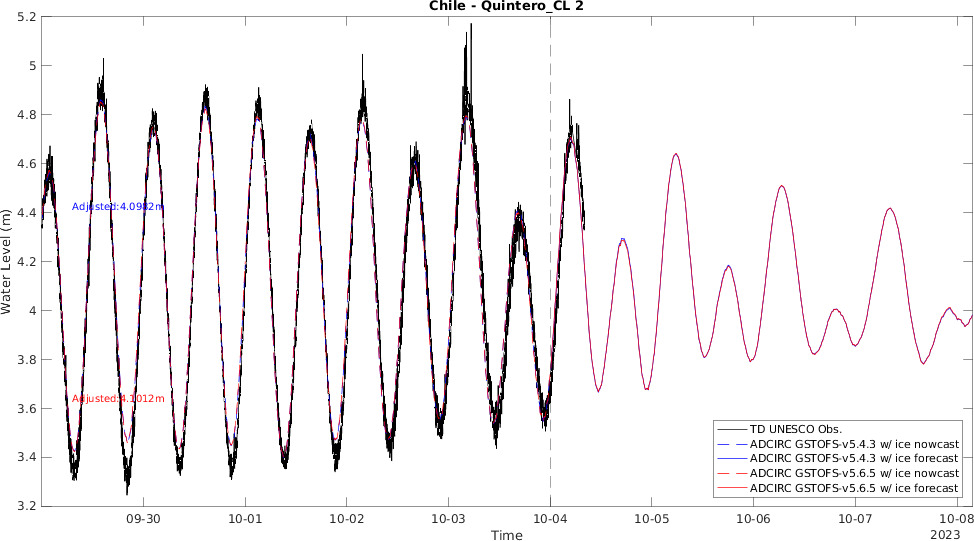 Chile - Quintero_CL 2
Water Level (m)
5.2
5
4.8
4.6
4.4
4.2
4
3.8
3.6
3.4
3.2
Adjusted:4.0982m
Adjusted:4.1012m
TD UNESCO Obs.
ADCIRC GSTOFS-v5.4.3 w/ ice nowcast
ADCIRC GSTOFS-v5.4.3 w/ ice forecast
ADCIRC GSTOFS-v5.6.5 w/ ice nowcast
ADCIRC GSTOFS-v5.6.5 w/ ice forecast
09-30 10-01 10-02 10-03 10-04 10-05 10-06 10-07 10-08
Time
2023